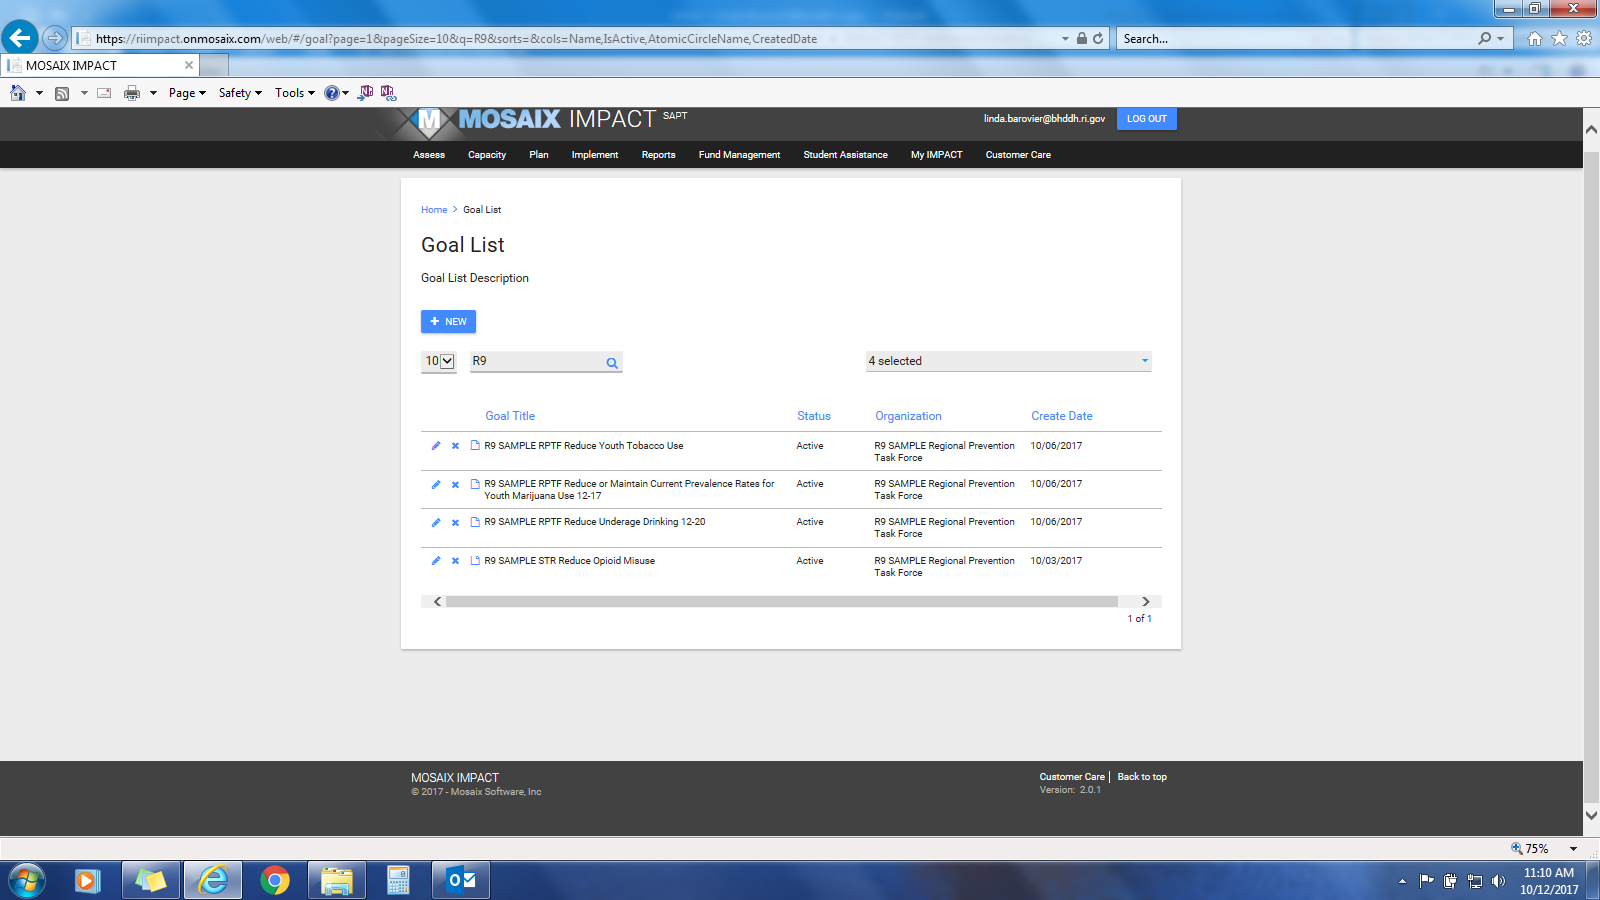 https://riimpact.onmosaix.com/web/#/goal?page=1&pageSize=10&q=R9&sorts=&cols=Name,IsActive,AtomicCircleName,CreatedDate
Search...
MOSAIX IMPACT
Page
Safety
Tools
MOSAIX IMPACT SAPT
linda.barovier@bhddh.ri.gov
LOG OUT
Assess Capacity Plan Implement Reports Fund Management Student Assistance My IMPACT Customer Care
Home > Goal List
Goal List
Goal List Description
+ NEW
10
R9
4 selected
Goal Title Status Organization Create Date
R9 SAMPLE RPTF Reduce Youth Tobacco Use Active R9 SAMPLE Regional Prevention 10/06/2017
Task Force
R9 SAMPLE RPTF Reduce or Maintain Current Prevalence Rates for Active R9 SAMPLE Regional Prevention 10/06/2017
Youth Marijuana Use 12-17 Task Force
R9 SAMPLE RPTF Reduce Underage Drinking 12-20 Active R9 SAMPLE Regional Prevention 10/06/2017
Task Force
R9 SAMPLE STR Reduce Opioid Misuse Active R9 SAMPLE Regional Prevention 10/03/2017
Task Force
1 of 1
MOSAIX IMPACT
© 2017 - Mosaix Software, Inc
Customer Care | Back to top
Version: 2.0.1
75%
11:10 AM
10/12/2017